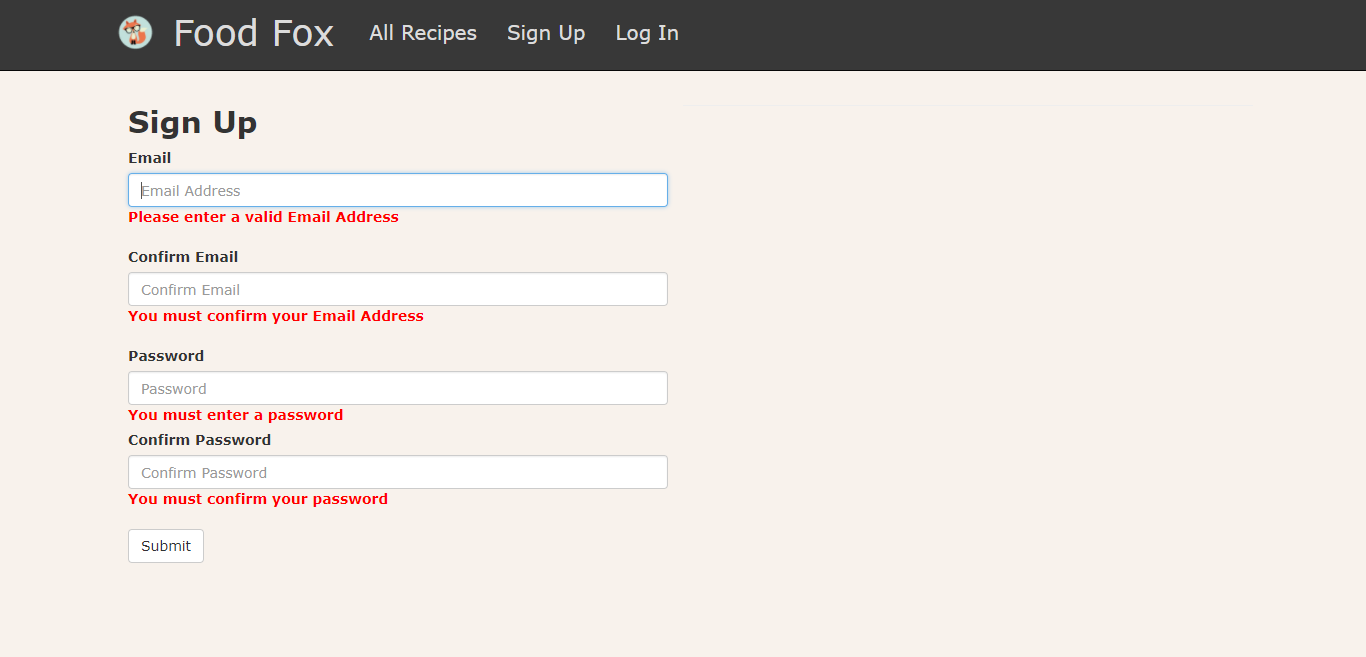 Food Fox All Recipes Sign Up Log In
Sign Up
Email
Email Address
Please enter a valid Email Address
Confirm Email
Confirm Email
You must confirm your Email Address
Password
Password
You must enter a password
Confirm Password
Confirm Password
You must confirm your password
Submit